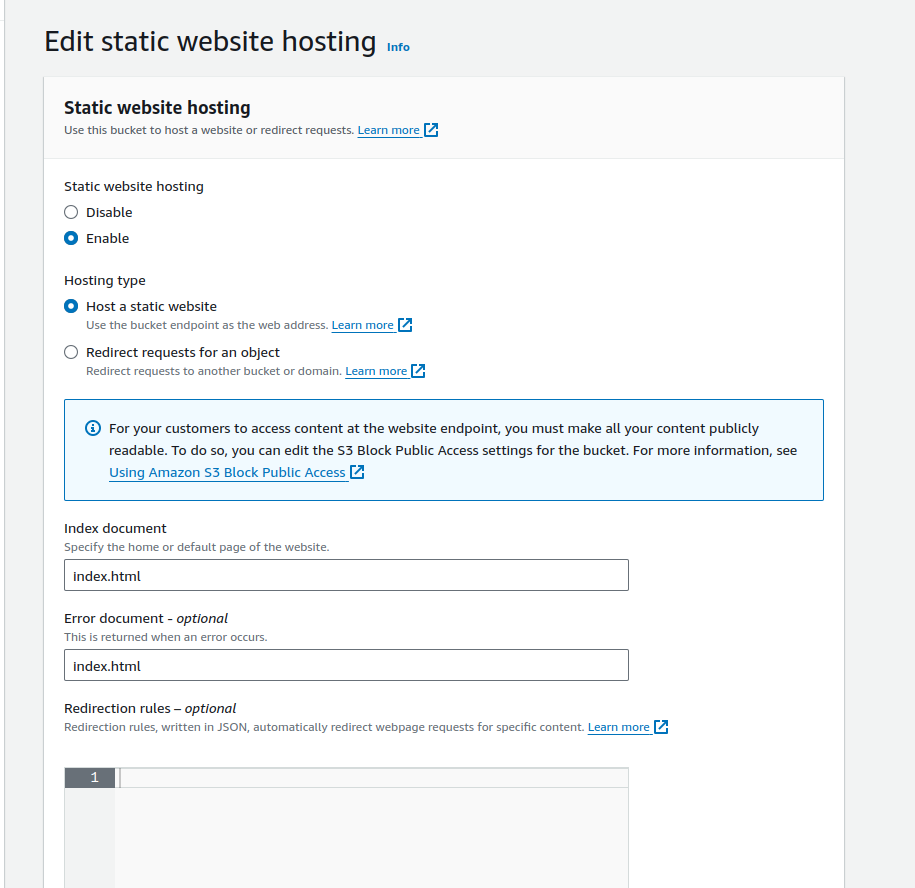 Edit static website hosting Info
Static website hosting
Use this bucket to host a website or redirect requests. Learn more
Static website hosting
Disable
Enable
Hosting type
Host a static website
Use the bucket endpoint as the web address. Learn more
Redirect requests for an object
Redirect requests to another bucket or domain. Learn more
For your customers to access content at the website endpoint, you must make all your content publicly
readable. To do so, you can edit the S3 Block Public Access settings for the bucket. For more information, see
Using Amazon S3 Block Public Access
Index document
Specify the home or default page of the website.
index.html
Error document - optional
This is returned when an error occurs.
index.html
Redirection rules – optional
Redirection rules, written in JSON, automatically redirect webpage requests for specific content. Learn more
1